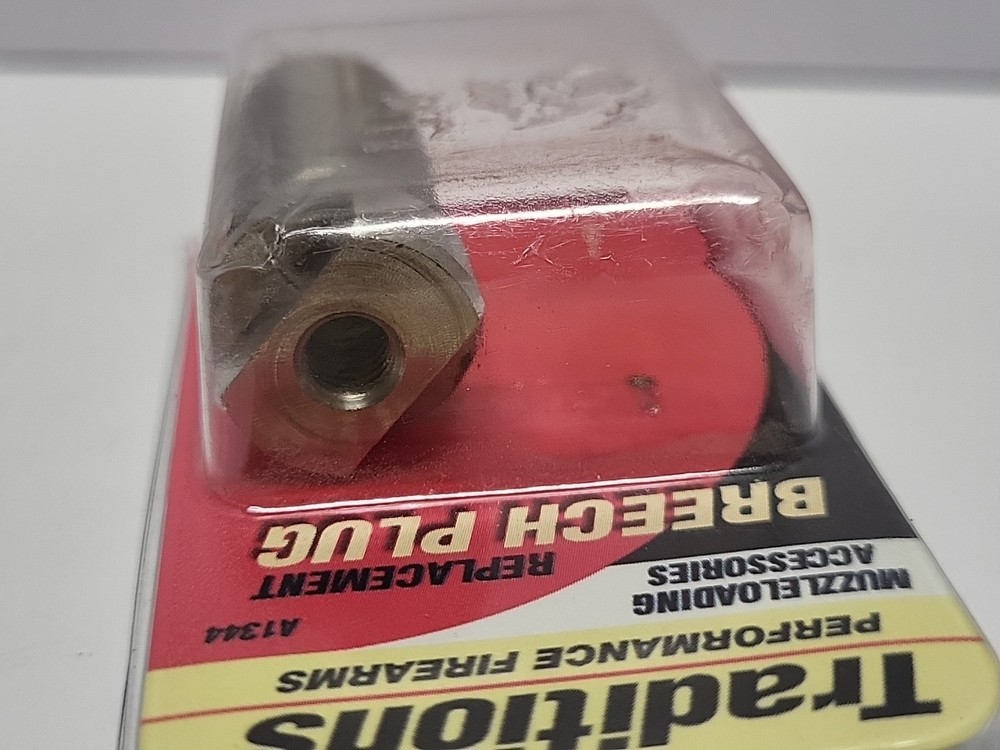 Traditions
PERFORMANCE FIREARMS
MUZZLELOADING
ACCESSORIES
A1344
REPLACEMENT
BREECH PLUG